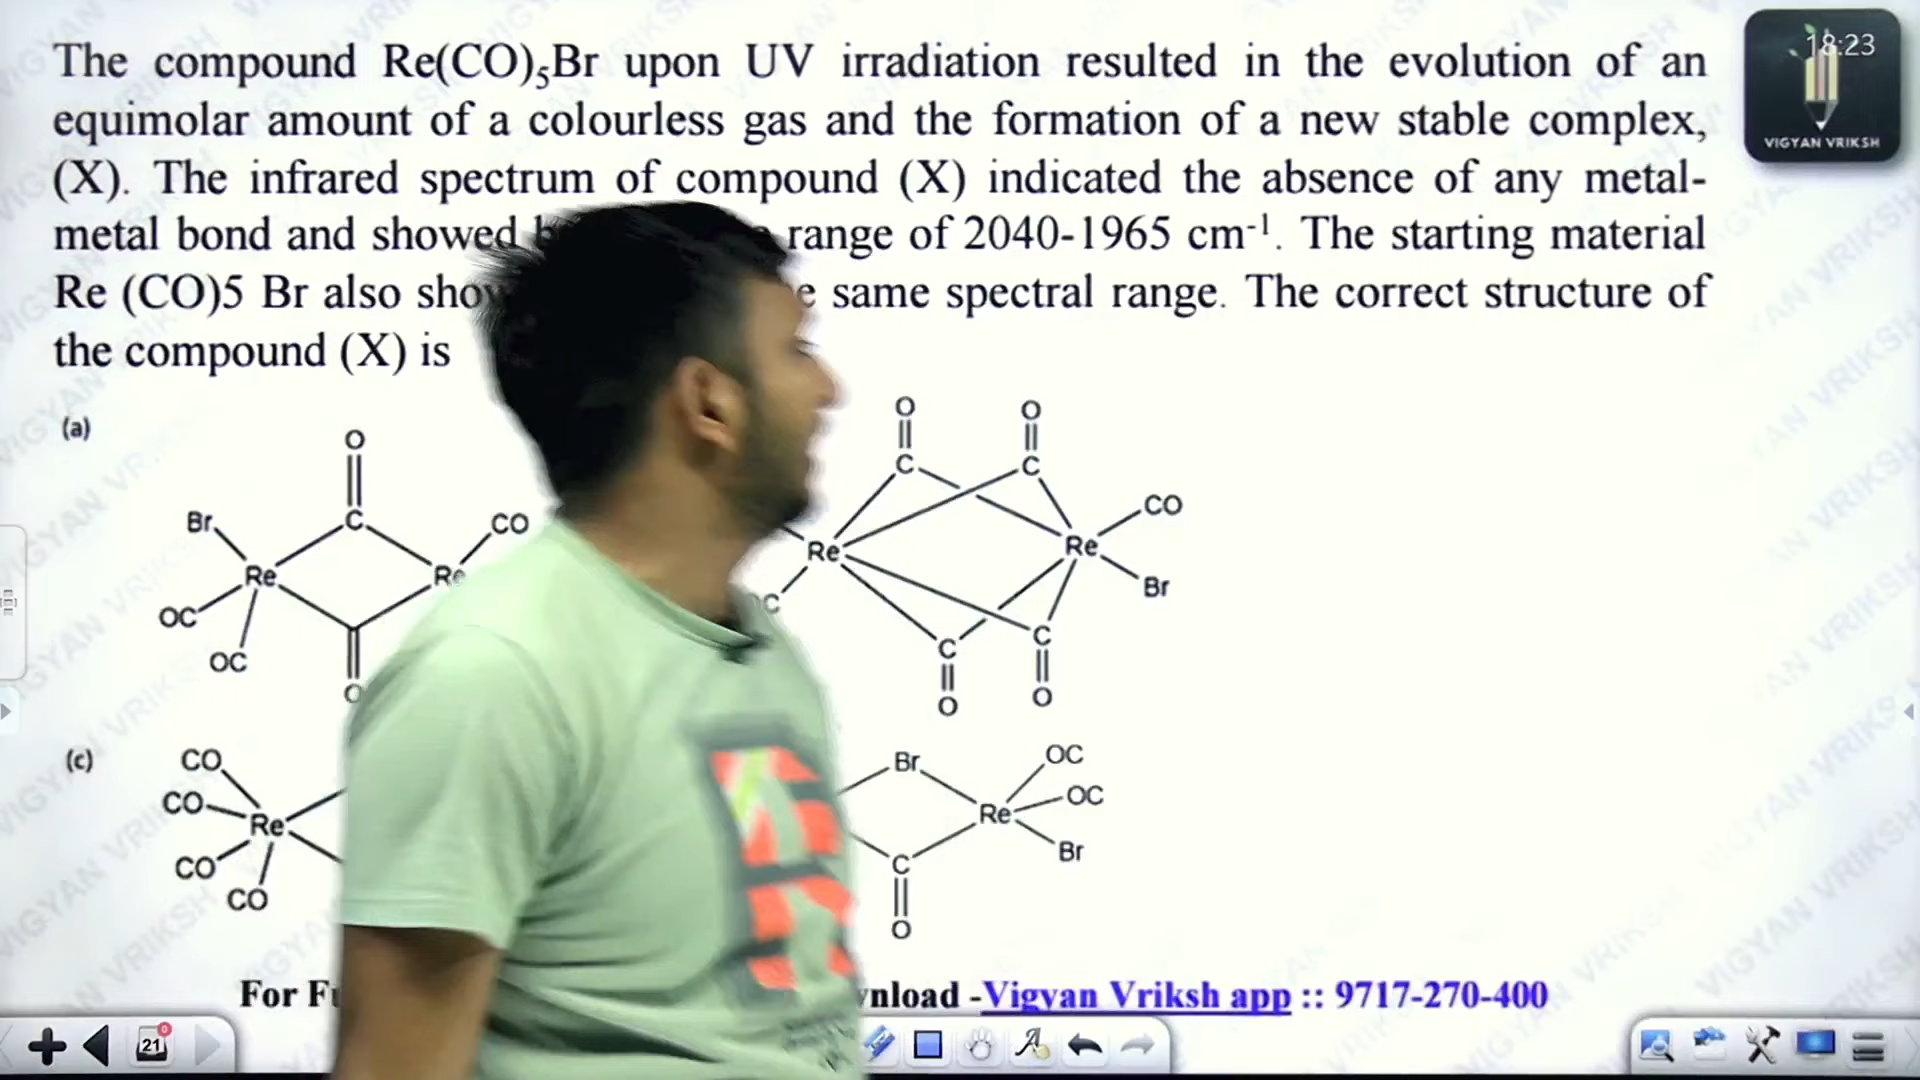 The compound Re(CO)5Br upon UV irradiation resulted in the evolution of an
equimolar amount of a colourless gas and the formation of a new stable complex,
(X). The infrared spectrum of compound (X) indicated the absence of any metal-
metal bond and showed range of 2040-1965 cm-1. The starting material
Re (CO)5 Br also same spectral range. The correct structure of
the compound (X) is
18:23
VIGYAN VRIKSH
(a)
O
C
Br
CO
Re
OC
OC
O
O
O
C
C
CO
Re
Re
Br
C
C
O
O
(c)
CO
CO
Re
CO
CO
Br
OC
OC
Re
Br
C
O
For -Vigyan Vriksh app :: 9717-270-400
21
0